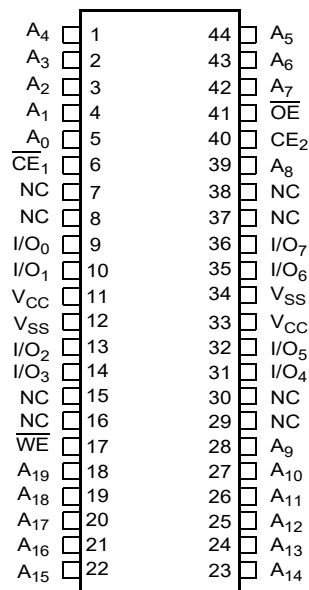 A4 1 44 A5
A3 2 43 A6
A2 3 42 A7
A1 4 41 O̅E̅
A0 5 40 CE2
C̅E̅1 6 39 A8
NC 7 38 NC
NC 8 37 NC
I/O0 9 36 I/O7
I/O1 10 35 I/O6
VCC 11 34 VSS
VSS 12 33 VCC
I/O2 13 32 I/O5
I/O3 14 31 I/O4
NC 15 30 NC
NC 16 29 NC
W̅E̅ 17 28 A9
A19 18 27 A10
A18 19 26 A11
A17 20 25 A12
A16 21 24 A13
A15 22 23 A14